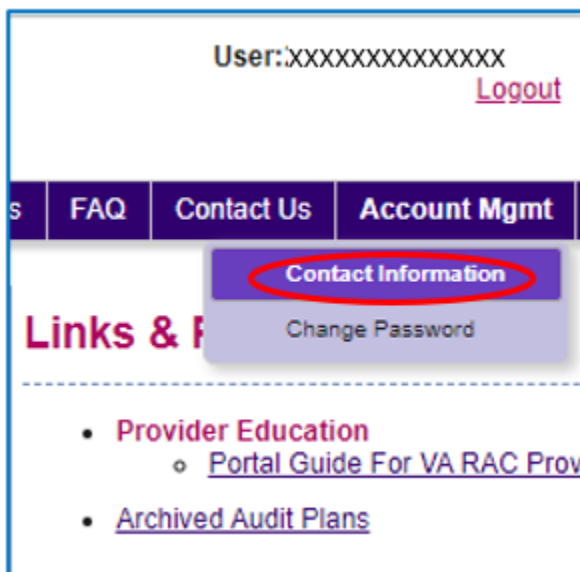 User: xxxxxxxxxxxxxx
Logout
s FAQ Contact Us Account Mgmt
Contact Information
Links & F
Change Password
• Provider Education
o Portal Guide For VA RAC Prov
• Archived Audit Plans